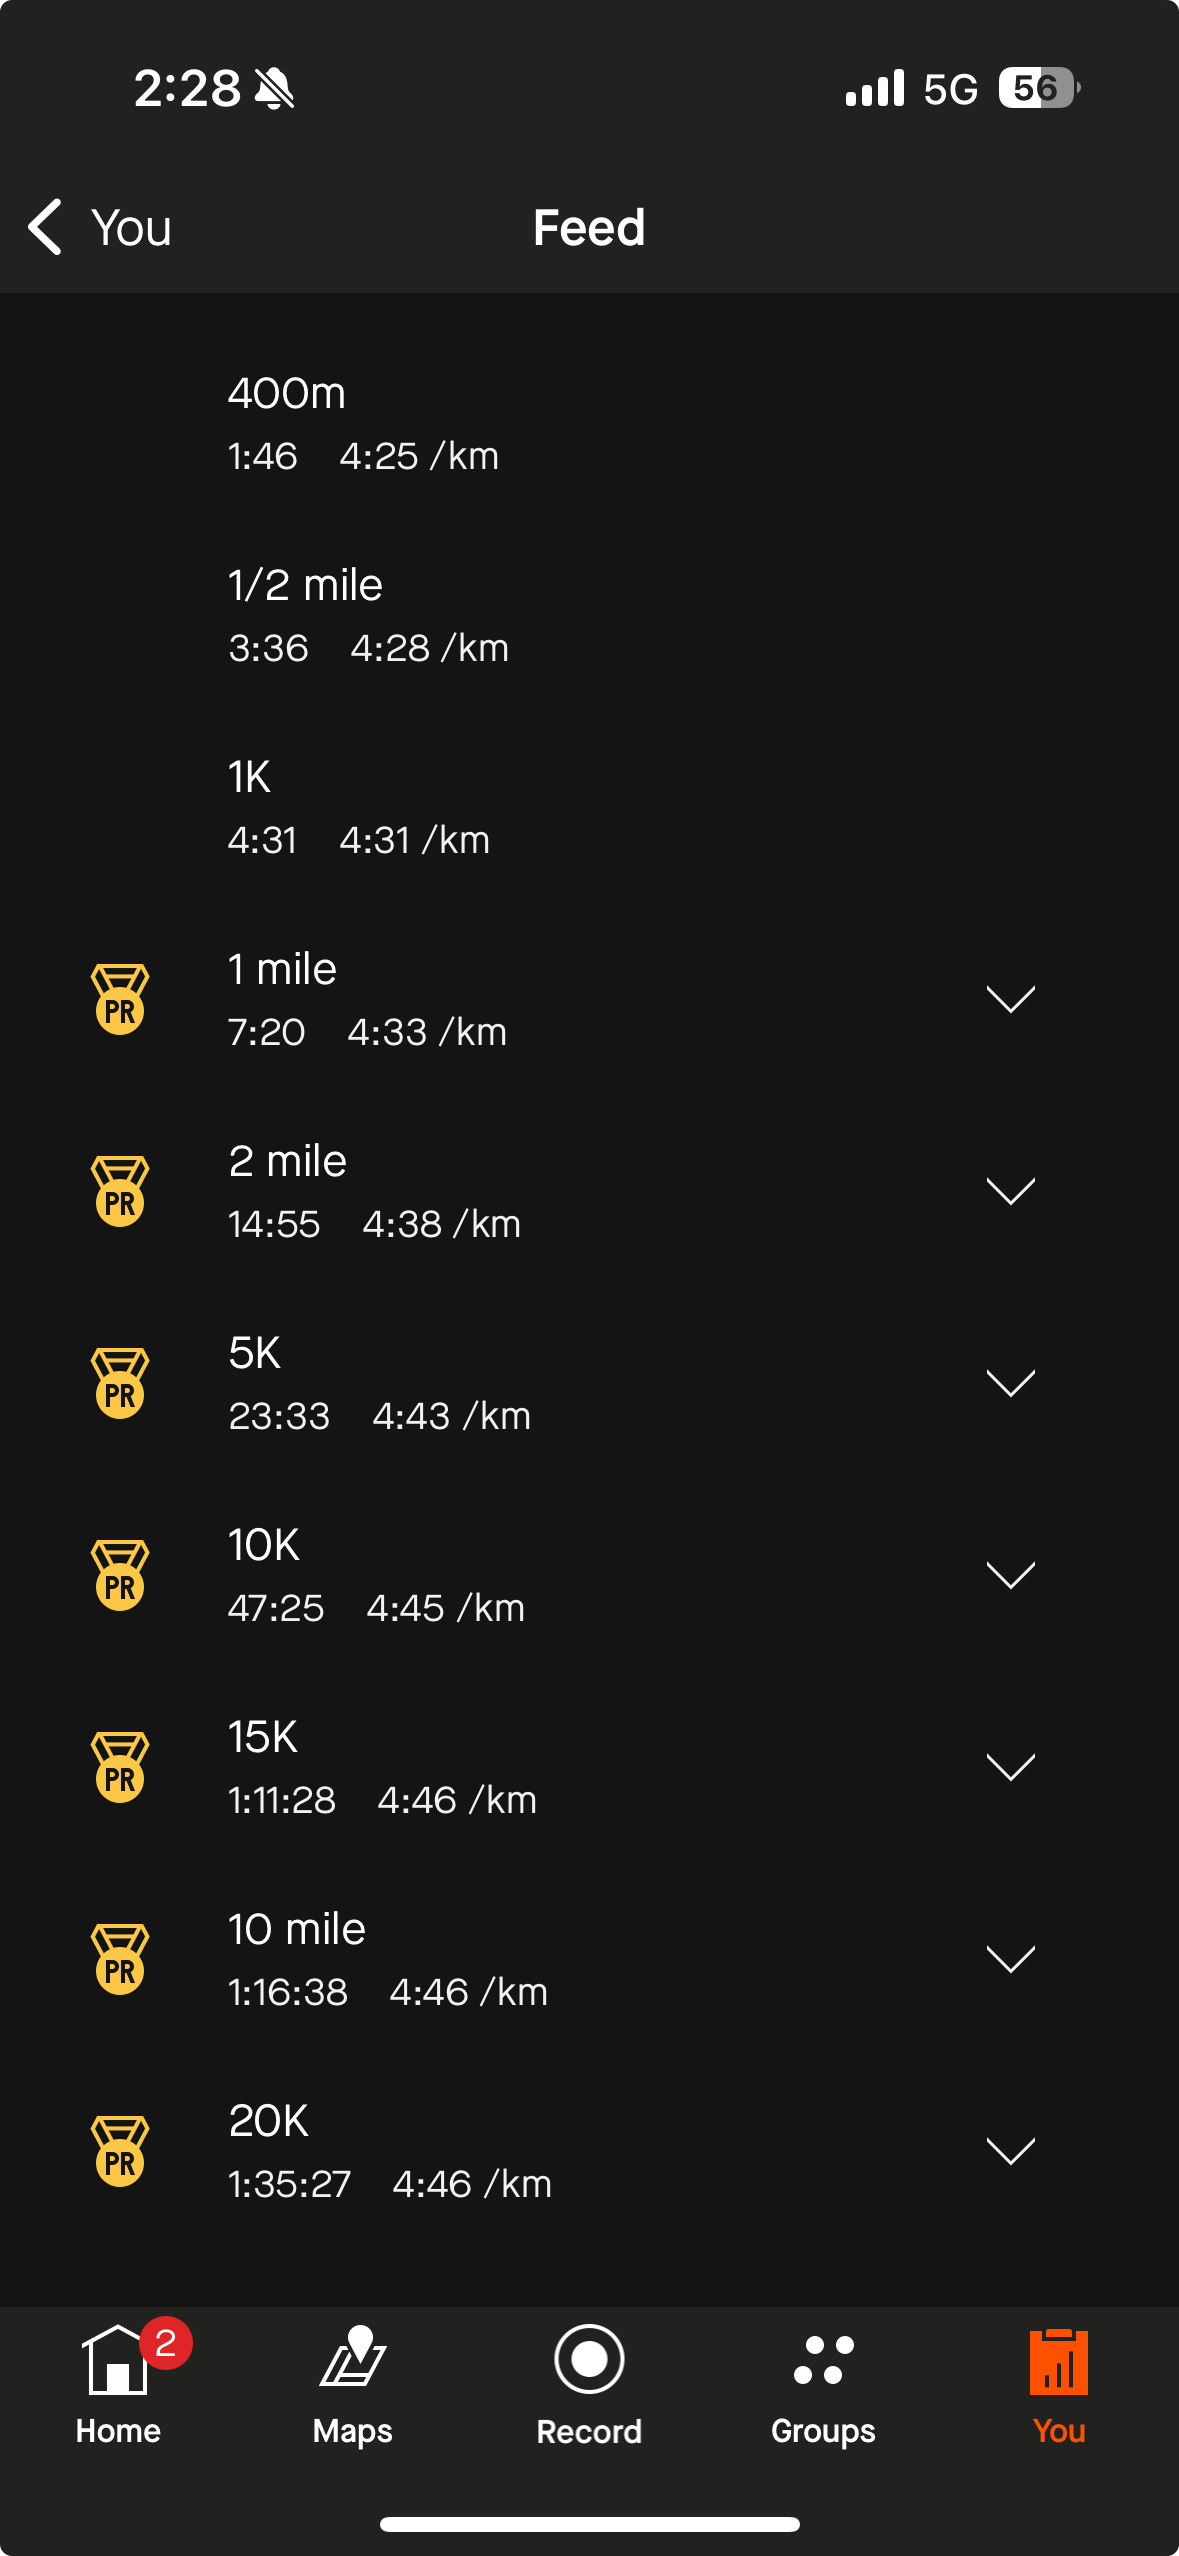 2:28 5G 56
You Feed
400m
1:46 4:25 /km
1/2 mile
3:36 4:28 /km
1K
4:31 4:31 /km
1 mile
PR
7:20 4:33 /km
2 mile
PR
14:55 4:38 /km
5K
PR
23:33 4:43 /km
10K
PR
47:25 4:45 /km
15K
PR
1:11:28 4:46 /km
10 mile
PR
1:16:38 4:46 /km
20K
PR
1:35:27 4:46 /km
2
Home Maps Record Groups You